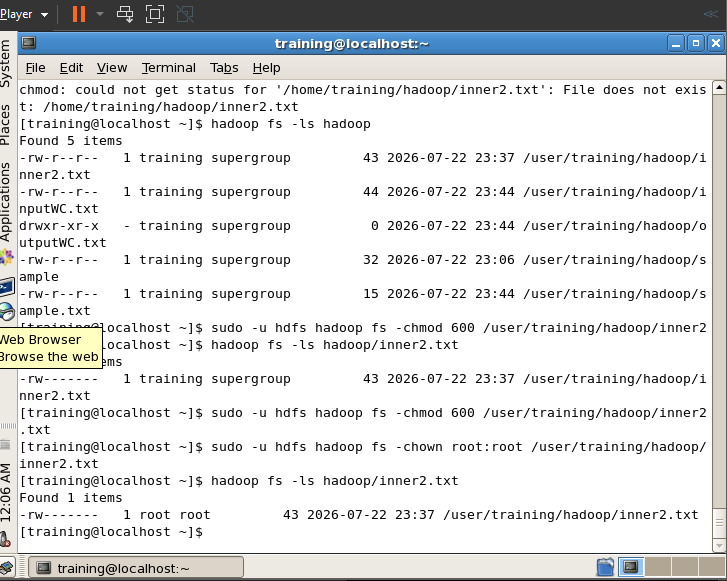 Player
training@localhost:~
File Edit View Terminal Tabs Help
System
Places
Applications
chmod: could not get status for '/home/training/hadoop/inner2.txt': File does not exis
t: /home/training/hadoop/inner2.txt
[training@localhost ~]$ hadoop fs -ls hadoop
Found 5 items
-rw-r--r--   1 training supergroup         43 2026-07-22 23:37 /user/training/hadoop/i
nner2.txt
-rw-r--r--   1 training supergroup         44 2026-07-22 23:44 /user/training/hadoop/i
nputWC.txt
drwxr-xr-x   - training supergroup          0 2026-07-22 23:44 /user/training/hadoop/o
utputWC.txt
-rw-r--r--   1 training supergroup         32 2026-07-22 23:06 /user/training/hadoop/s
ample
-rw-r--r--   1 training supergroup         15 2026-07-22 23:44 /user/training/hadoop/s
ample.txt
[training@localhost ~]$ sudo -u hdfs hadoop fs -chmod 600 /user/training/hadoop/inner2
[training@localhost ~]$ hadoop fs -ls hadoop/inner2.txt
Web Browser
Browse the web
ems
-rw-------   1 training supergroup         43 2026-07-22 23:37 /user/training/hadoop/i
nner2.txt
[training@localhost ~]$ sudo -u hdfs hadoop fs -chmod 600 /user/training/hadoop/inner2
.txt
[training@localhost ~]$ sudo -u hdfs hadoop fs -chown root:root /user/training/hadoop/
inner2.txt
[training@localhost ~]$ hadoop fs -ls hadoop/inner2.txt
Found 1 items
-rw-------   1 root root         43 2026-07-22 23:37 /user/training/hadoop/inner2.txt
[training@localhost ~]$
12:06 AM
training@localhost:~